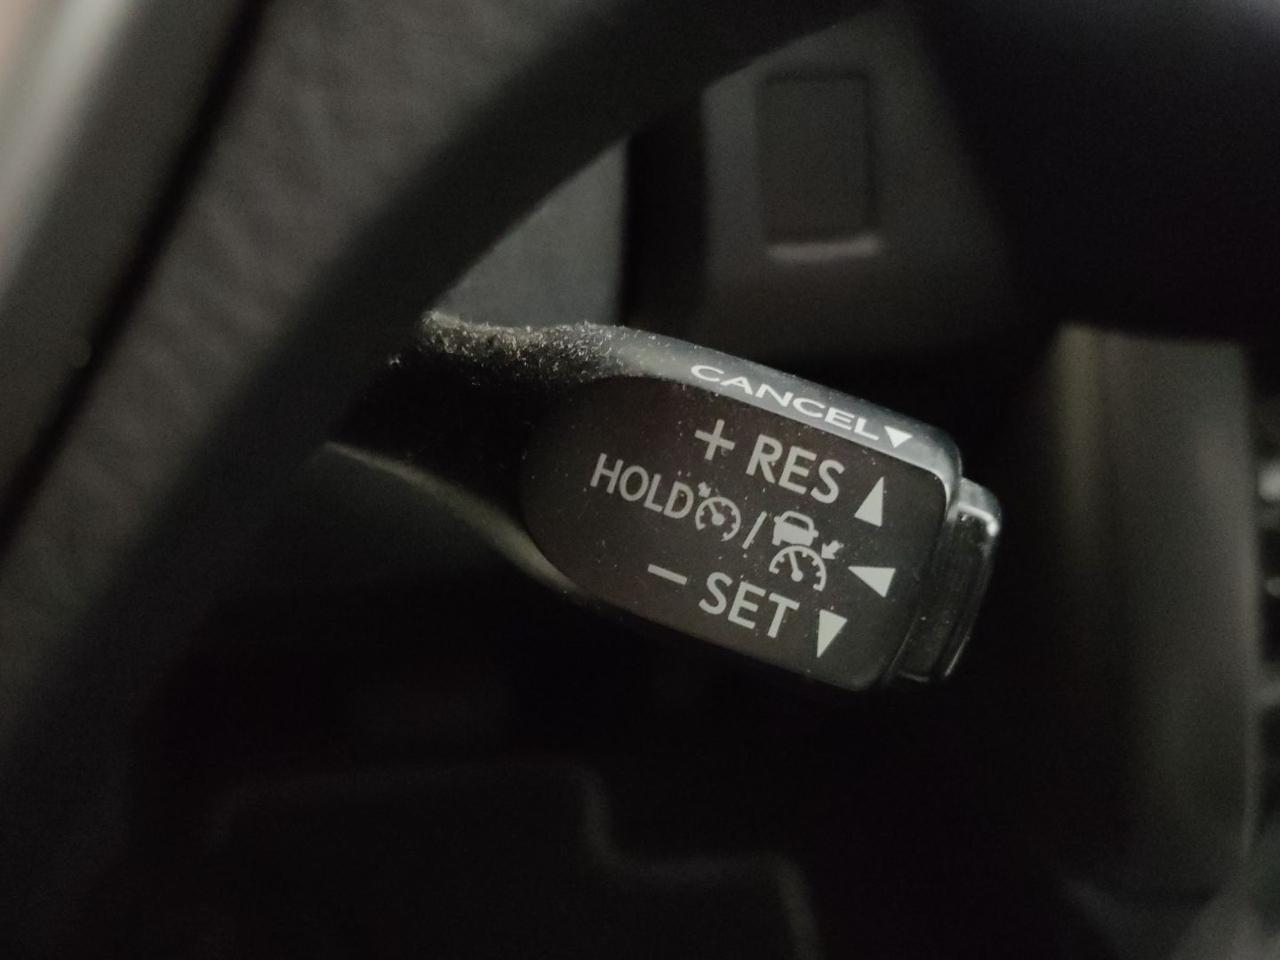 CANCEL
+ RES
HOLD /
- SET